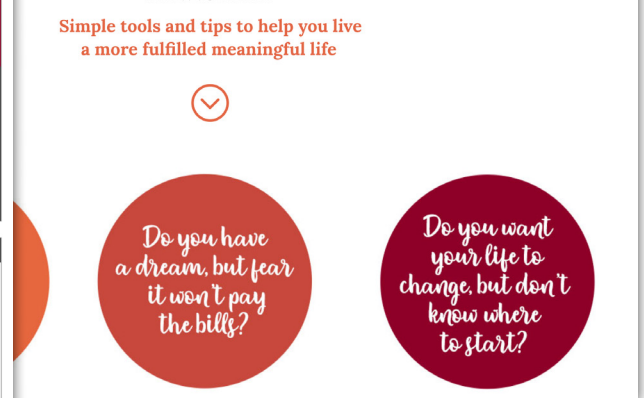 Simple tools and tips to help you live
a more fulfilled meaningful life
Do you have
a dream, but fear
it won't pay
the bills?
Do you want
your life to
change, but don't
know where
to start?